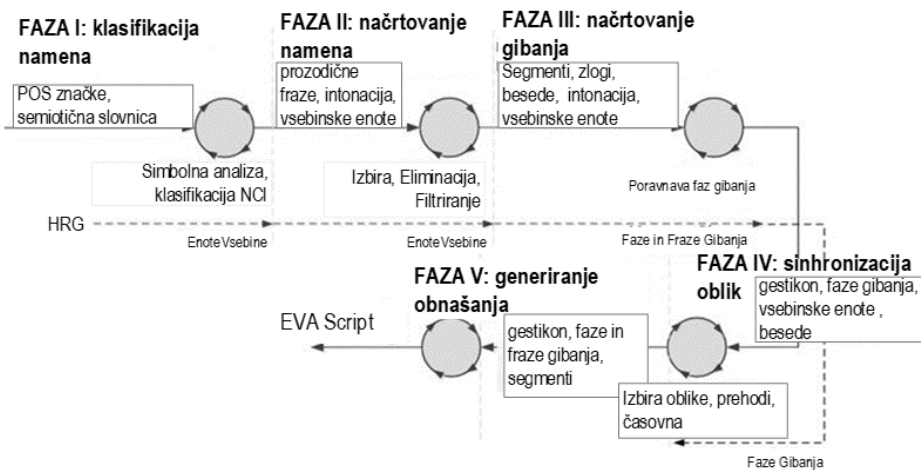 FAZA I: klasifikacija
namena
POS značke,
semiotična slovnica
Simbolna analiza,
klasifikacija NCI
FAZA II: načrtovanje
namena
prozodične
fraze, intonacija,
vsebinske enote
Izbira, Eliminacija,
Filtriranje
FAZA III: načrtovanje
gibanja
Segmenti, zlogi,
besede, intonacija,
vsebinske enote
Poravnava faz gibanja
HRG
Enote Vsebine
Enote Vsebine
Faze in Fraze Gibanja
FAZA IV: sinhronizacija
oblik
gestikon, faze gibanja,
vsebinske enote ,
besede
Izbira oblike, prehodi,
časovna
FAZA V: generiranje
obnašanja
gestikon, faze in
fraze gibanja,
segmenti
EVA Script
Faze Gibanja